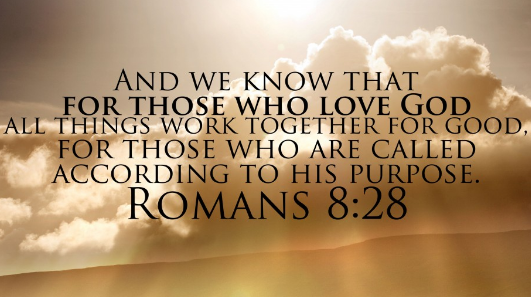 And we know that
for those who love God
all things work together for good,
for those who are called
according to his purpose.
Romans 8:28